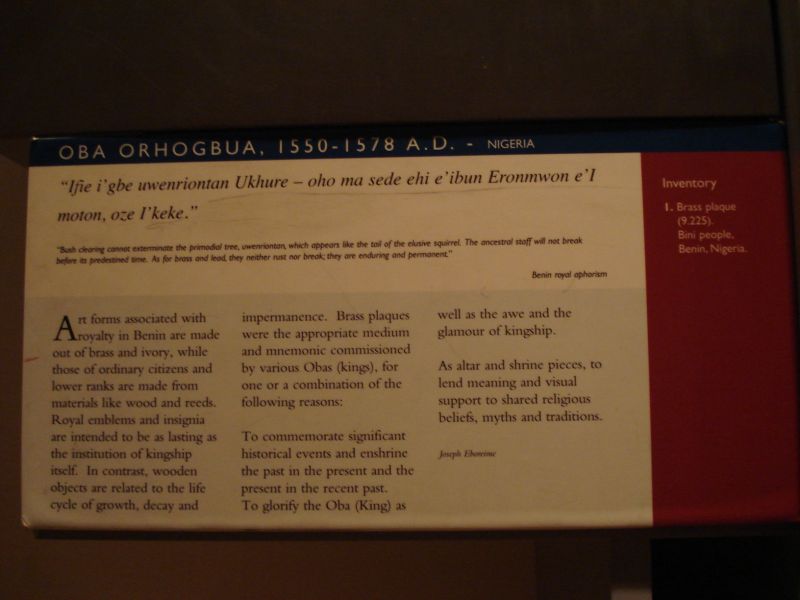 OBA ORHOGBUA, 1550-1578 A.D. - NIGERIA
"Ifie i'gbe uwenriontan Ukhure – oho ma sede ehi e'ibun Eronmwon e'I
moton, oze I'keke."
"Bush clearing cannot exterminate the primodial tree, uwenriontan, which appears like the tail of the elusive squirrel. The ancestral staff will not break
before its predestined time. As for brass and lead, they neither rust nor break; they are enduring and permanent."
Benin royal aphorism
Art forms associated with
royalty in Benin are made
out of brass and ivory, while
those of ordinary citizens and
lower ranks are made from
materials like wood and reeds.
Royal emblems and insignia
are intended to be as lasting as
the institution of kingship
itself. In contrast, wooden
objects are related to the life
cycle of growth, decay and
impermanence. Brass plaques
were the appropriate medium
and mnemonic commissioned
by various Obas (kings), for
one or a combination of the
following reasons:
To commemorate significant
historical events and enshrine
the past in the present and the
present in the recent past.
To glorify the Oba (King) as
well as the awe and the
glamour of kingship.
As altar and shrine pieces, to
lend meaning and visual
support to shared religious
beliefs, myths and traditions.
Joseph Eboreime
Inventory
1. Brass plaque
(9.225).
Bini people,
Benin, Nigeria.